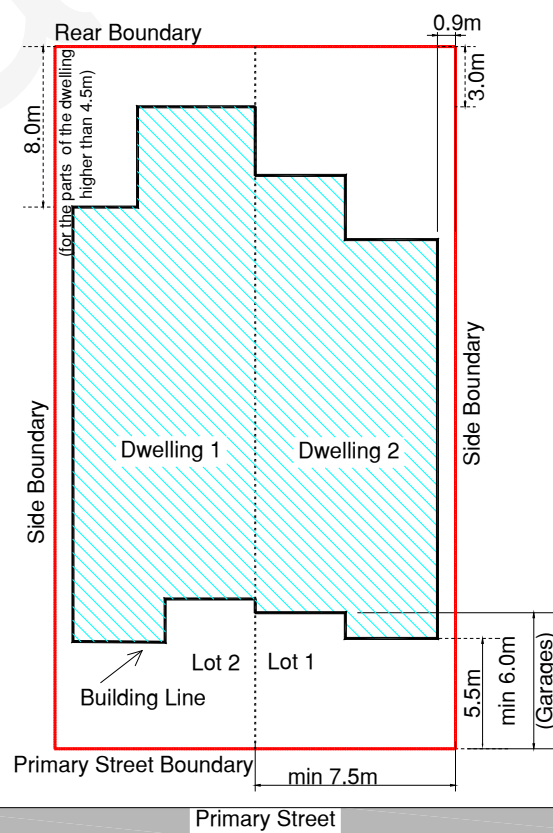 0.9m
Rear Boundary
3.0m
8.0m
(for the parts of the dwelling
higher than 4.5m)
Side Boundary
Side Boundary
Dwelling 1
Dwelling 2
Lot 2
Lot 1
Building Line
5.5m
min 6.0m
(Garages)
Primary Street Boundary
min 7.5m
Primary Street